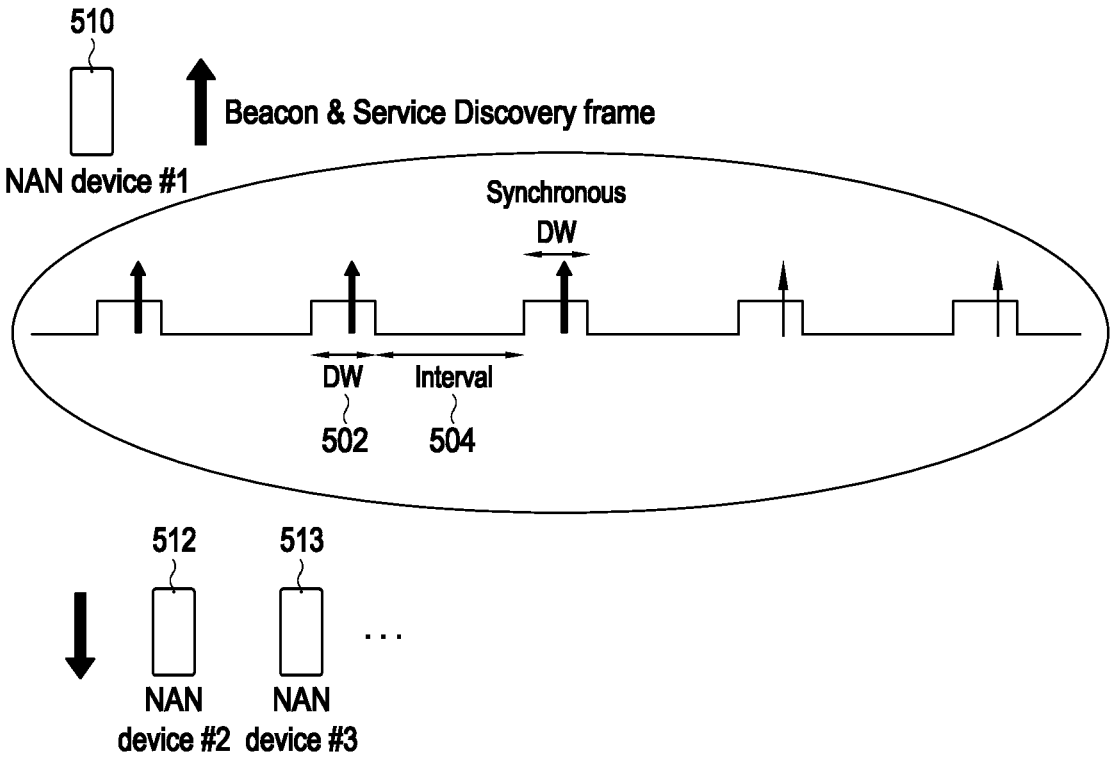 510
Beacon & Service Discovery frame
NAN device #1
Synchronous
DW
DW
Interval
502
504
512
513
...
NAN
device #2
NAN
device #3